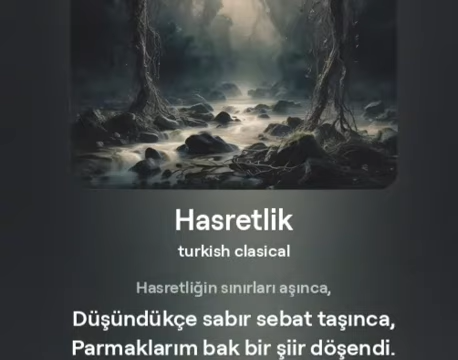 Hasretlik
turkish clasical
Hasretliğin sınırları aşınca,
Düşündükçe sabır sebat taşınca,
Parmaklarım bak bir şiir döşendi.